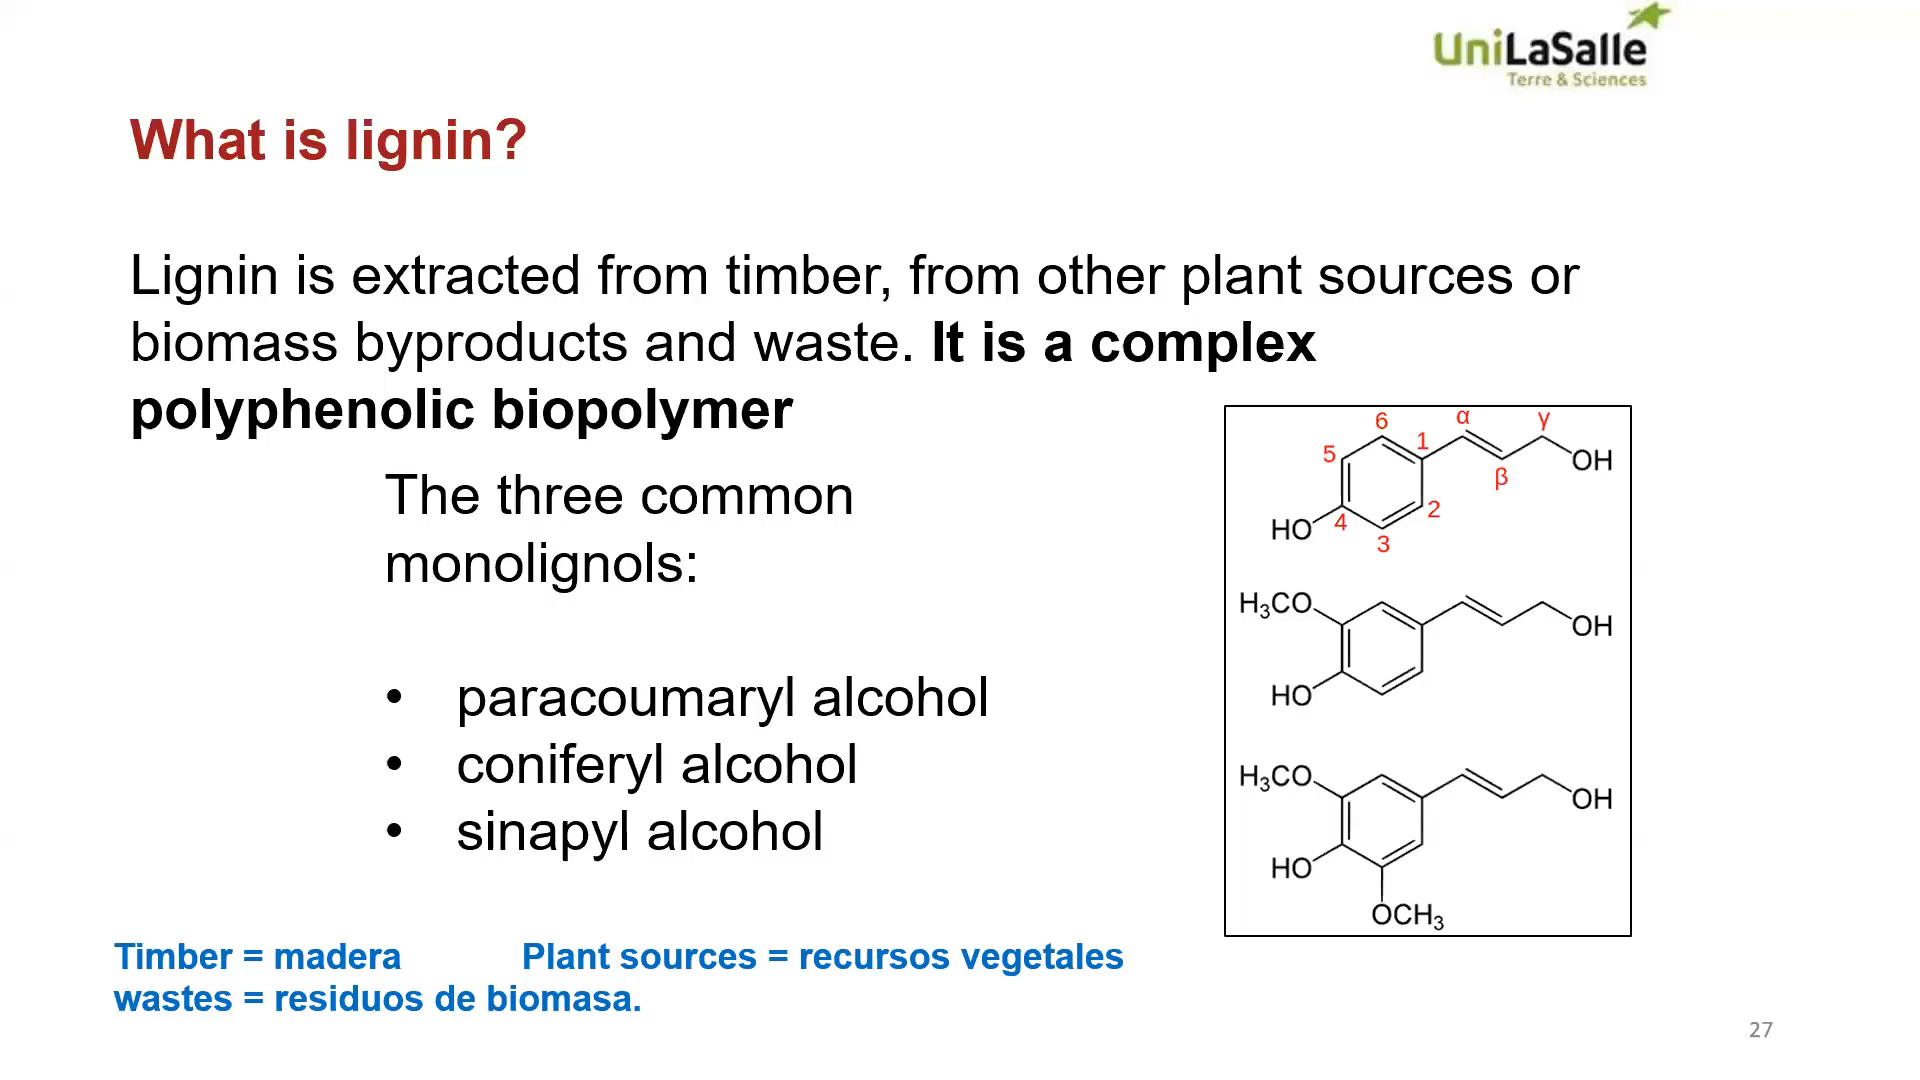 UniLaSalle
Terre & Sciences
What is lignin?
Lignin is extracted from timber, from other plant sources or
biomass byproducts and waste. It is a complex
polyphenolic biopolymer
The three common
monolignols:
• paracoumaryl alcohol
• coniferyl alcohol
• sinapyl alcohol
6 α γ
5 1 OH
β
HO 4 2
3
H₃CO
OH
HO
H₃CO
OH
HO
OCH₃
Timber = madera Plant sources = recursos vegetales
wastes = residuos de biomasa.
27